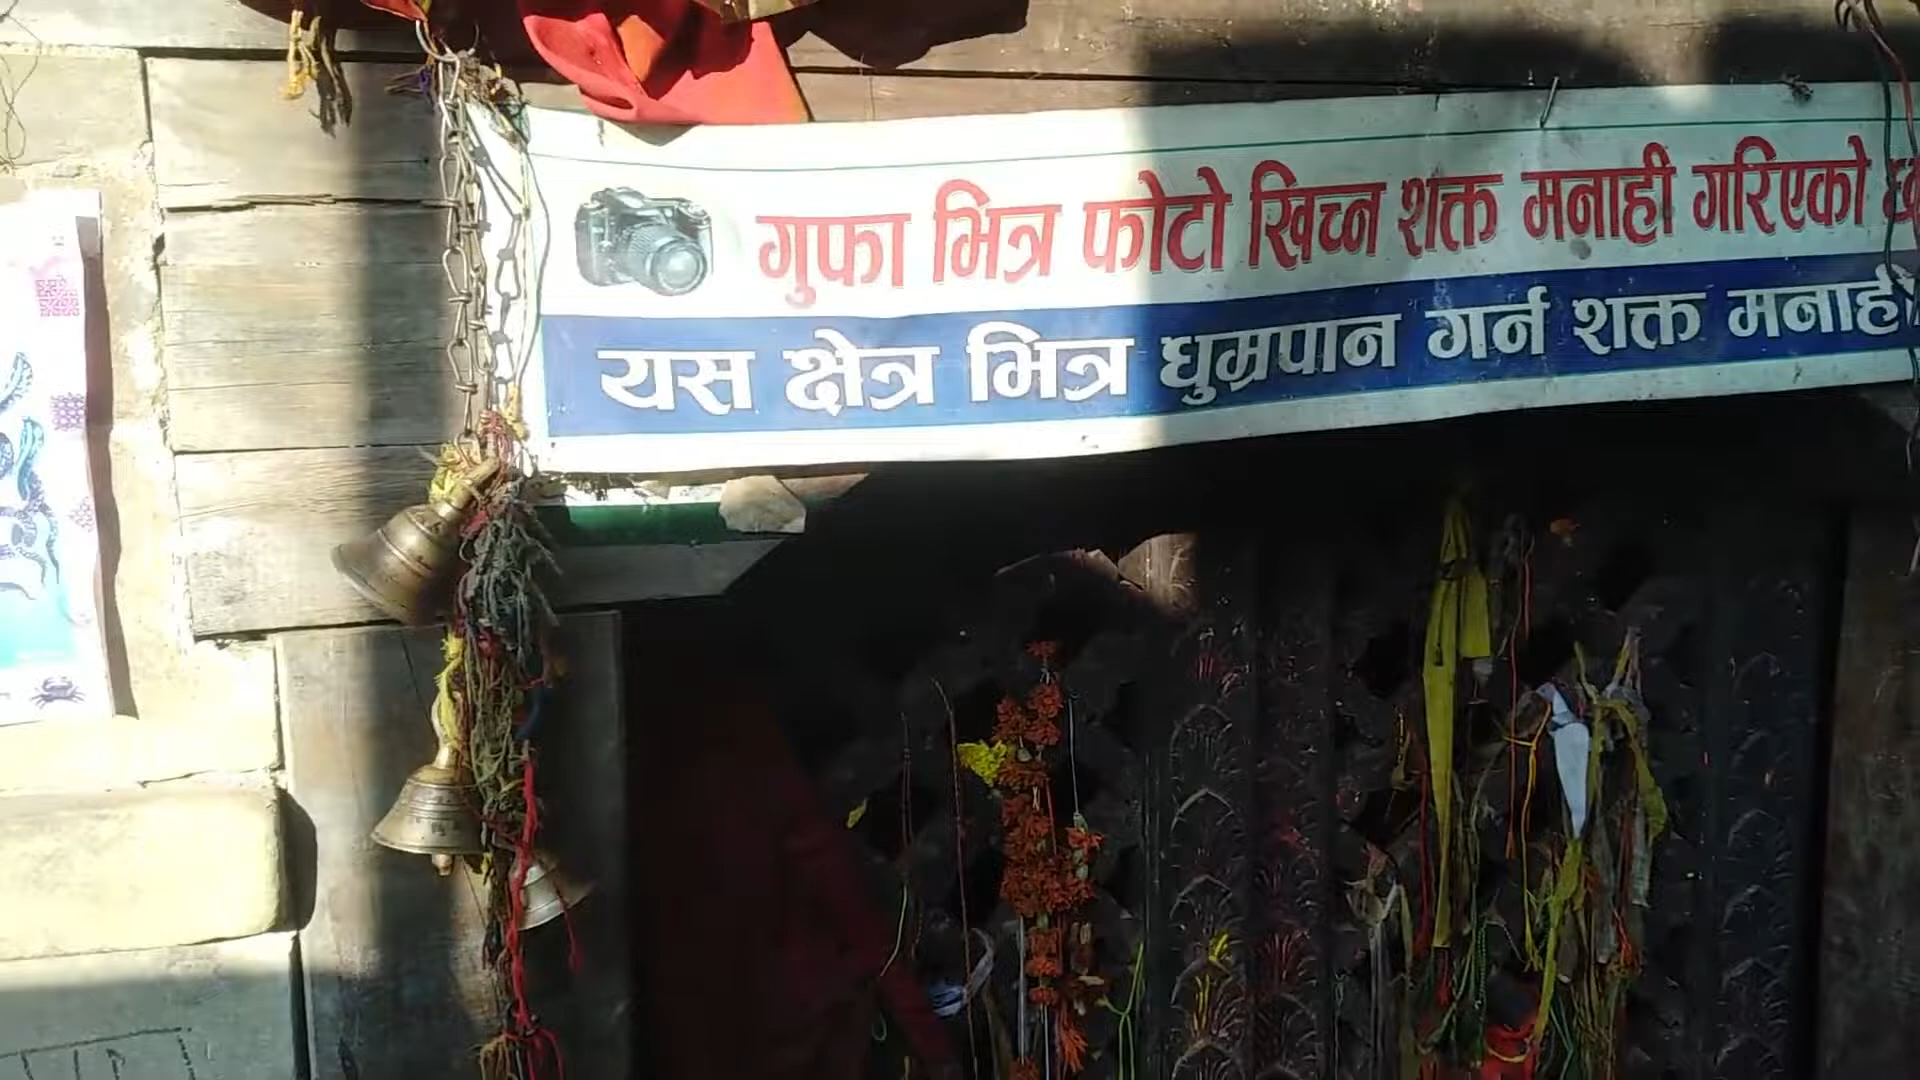 गुफा भित्र फोटो खिच्न शक्त मनाही गरिएको
यस क्षेत्र भित्र धुम्रपान गर्न शक्त मनाही